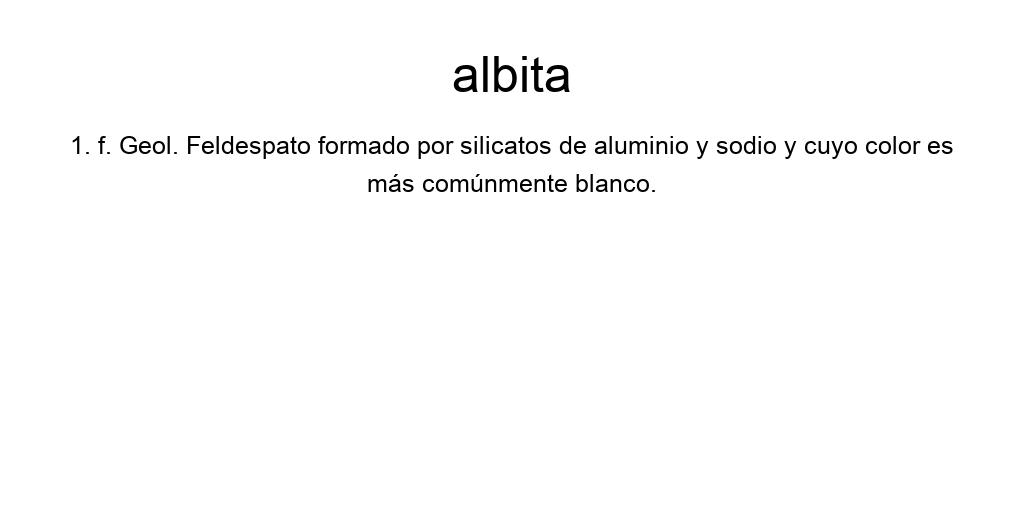 albita
1. f. Geol. Feldespato formado por silicatos de aluminio y sodio y cuyo color es
más comúnmente blanco.